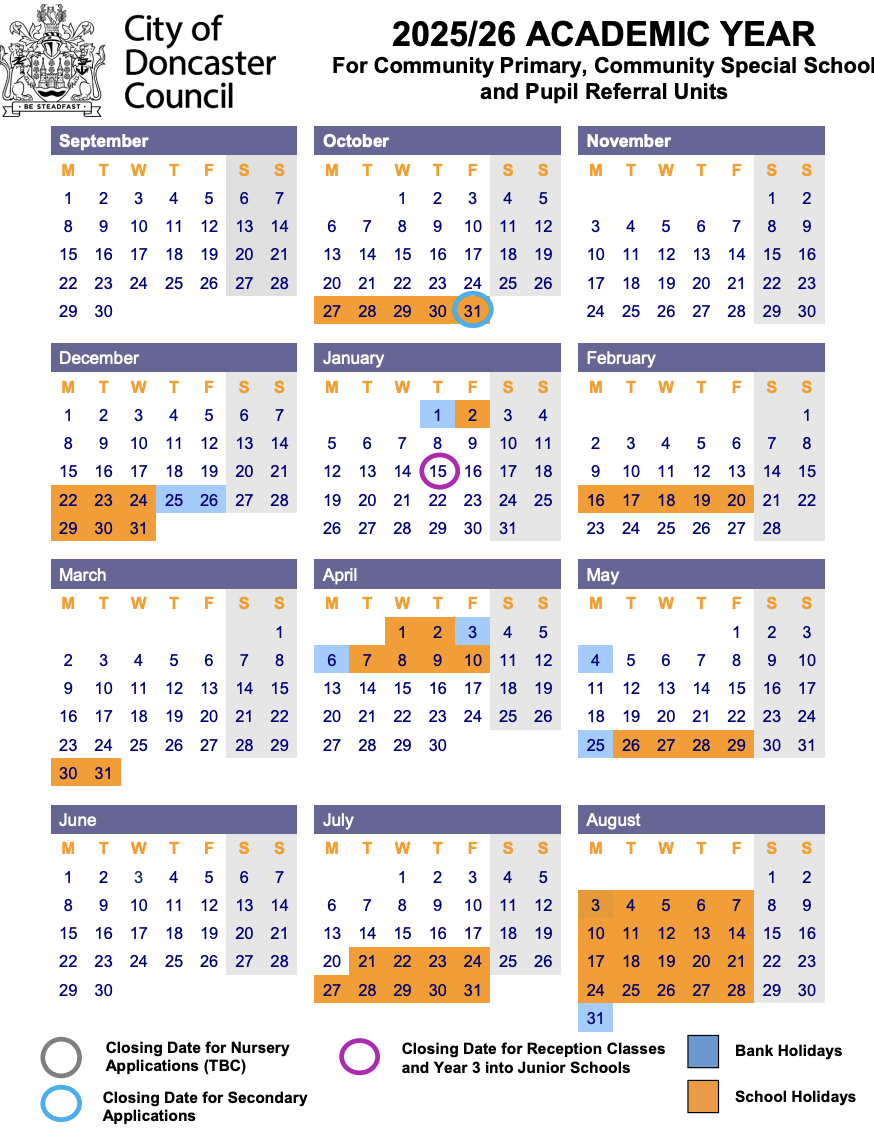 City of
Doncaster
Council
BE STEADFAST
2025/26 ACADEMIC YEAR
For Community Primary, Community Special School
and Pupil Referral Units
September
M T W T F S S
1 2 3 4 5 6 7
8 9 10 11 12 13 14
15 16 17 18 19 20 21
22 23 24 25 26 27 28
29 30
October
M T W T F S S
1 2 3 4 5
6 7 8 9 10 11 12
13 14 15 16 17 18 19
20 21 22 23 24 25 26
27 28 29 30 31
November
M T W T F S S
1 2
3 4 5 6 7 8 9
10 11 12 13 14 15 16
17 18 19 20 21 22 23
24 25 26 27 28 29 30
December
M T W T F S S
1 2 3 4 5 6 7
8 9 10 11 12 13 14
15 16 17 18 19 20 21
22 23 24 25 26 27 28
29 30 31
January
M T W T F S S
1 2 3 4
5 6 7 8 9 10 11
12 13 14 15 16 17 18
19 20 21 22 23 24 25
26 27 28 29 30 31
February
M T W T F S S
1
2 3 4 5 6 7 8
9 10 11 12 13 14 15
16 17 18 19 20 21 22
23 24 25 26 27 28
March
M T W T F S S
1
2 3 4 5 6 7 8
9 10 11 12 13 14 15
16 17 18 19 20 21 22
23 24 25 26 27 28 29
30 31
April
M T W T F S S
1 2 3 4 5
6 7 8 9 10 11 12
13 14 15 16 17 18 19
20 21 22 23 24 25 26
27 28 29 30
May
M T W T F S S
1 2 3
4 5 6 7 8 9 10
11 12 13 14 15 16 17
18 19 20 21 22 23 24
25 26 27 28 29 30 31
June
M T W T F S S
1 2 3 4 5 6 7
8 9 10 11 12 13 14
15 16 17 18 19 20 21
22 23 24 25 26 27 28
29 30
July
M T W T F S S
1 2 3 4 5
6 7 8 9 10 11 12
13 14 15 16 17 18 19
20 21 22 23 24 25 26
27 28 29 30 31
August
M T W T F S S
1 2
3 4 5 6 7 8 9
10 11 12 13 14 15 16
17 18 19 20 21 22 23
24 25 26 27 28 29 30
31
Closing Date for Nursery
Applications (TBC)
Closing Date for Secondary
Applications
Closing Date for Reception Classes
and Year 3 into Junior Schools
Bank Holidays
School Holidays